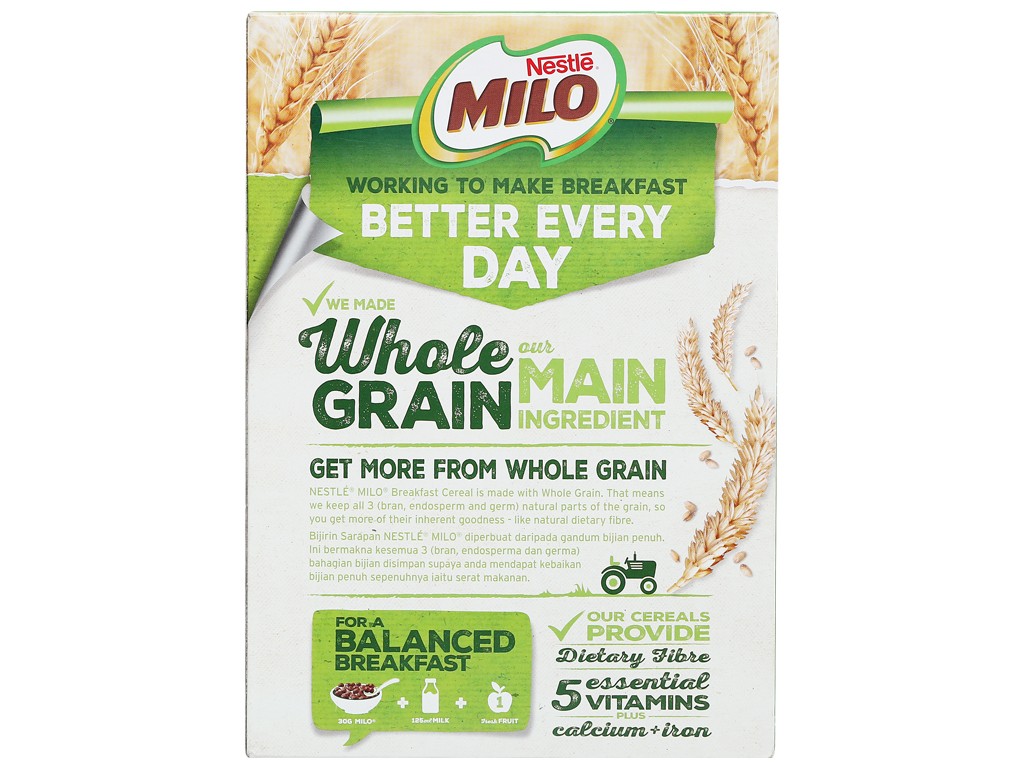 Nestlé®
MILO®
WORKING TO MAKE BREAKFAST
BETTER EVERY
DAY
WE MADE
Whole
GRAIN
our
MAIN
INGREDIENT
GET MORE FROM WHOLE GRAIN
NESTLÉ® MILO® Breakfast Cereal is made with Whole Grain. That means
we keep all 3 (bran, endosperm and germ) natural parts of the grain, so
you get more of their inherent goodness - like natural dietary fibre.
Bijirin Sarapan NESTLÉ® MILO® diperbuat daripada gandum bijian penuh.
Ini bermakna kesemua 3 (bran, endosperma dan germa)
bahagian bijian disimpan supaya anda mendapat kebaikan
bijian penuh sepenuhnya iaitu serat makanan.
FOR A
BALANCED
BREAKFAST
30G MILO® + 125ml MILK + 1 Fresh FRUIT
OUR CEREALS
PROVIDE
Dietary Fibre
5 essential
VITAMINS
PLUS
calcium + iron